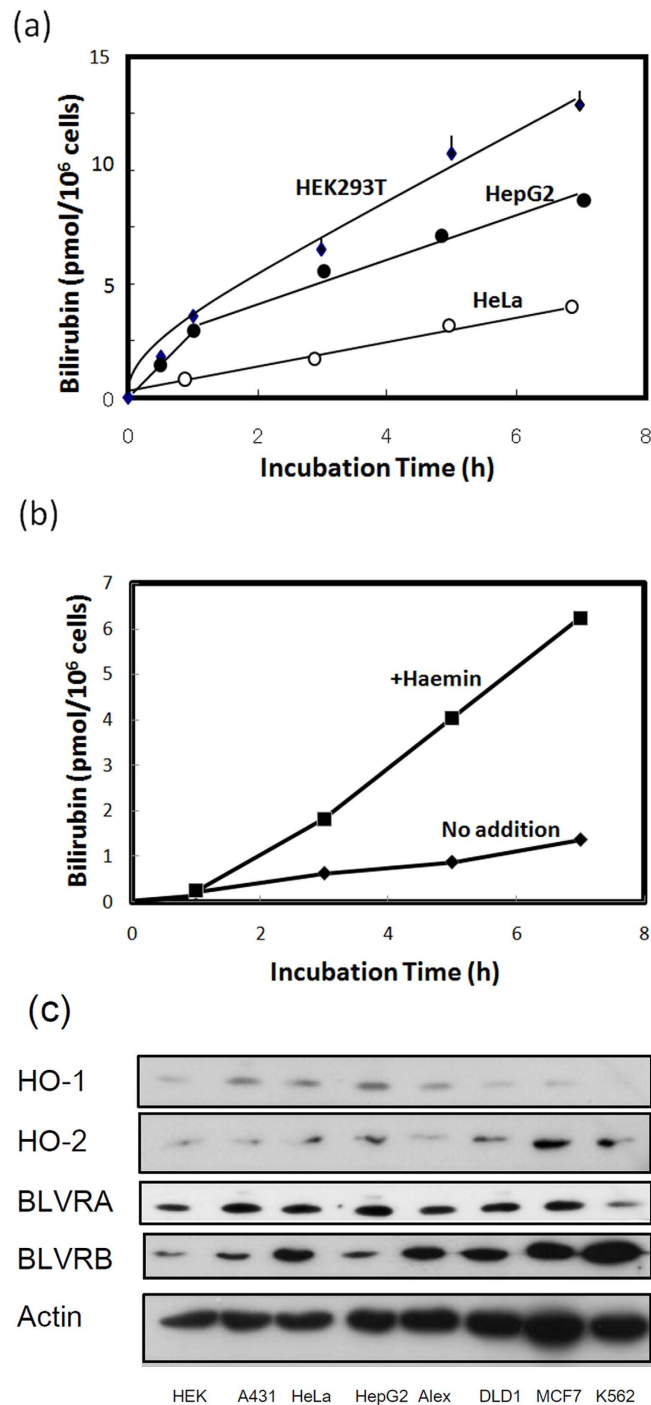 (a)
15
10
5
0
Bilirubin (pmol/10⁶ cells)
HEK293T
HepG2
HeLa
0 2 4 6 8
Incubation Time (h)
(b)
7
6
5
4
3
2
1
0
Bilirubin (pmol/10⁶ cells)
+Haemin
No addition
0 2 4 6 8
Incubation Time (h)
(c)
HO-1
HO-2
BLVRA
BLVRB
Actin
HEK A431 HeLa HepG2 Alex DLD1 MCF7 K562